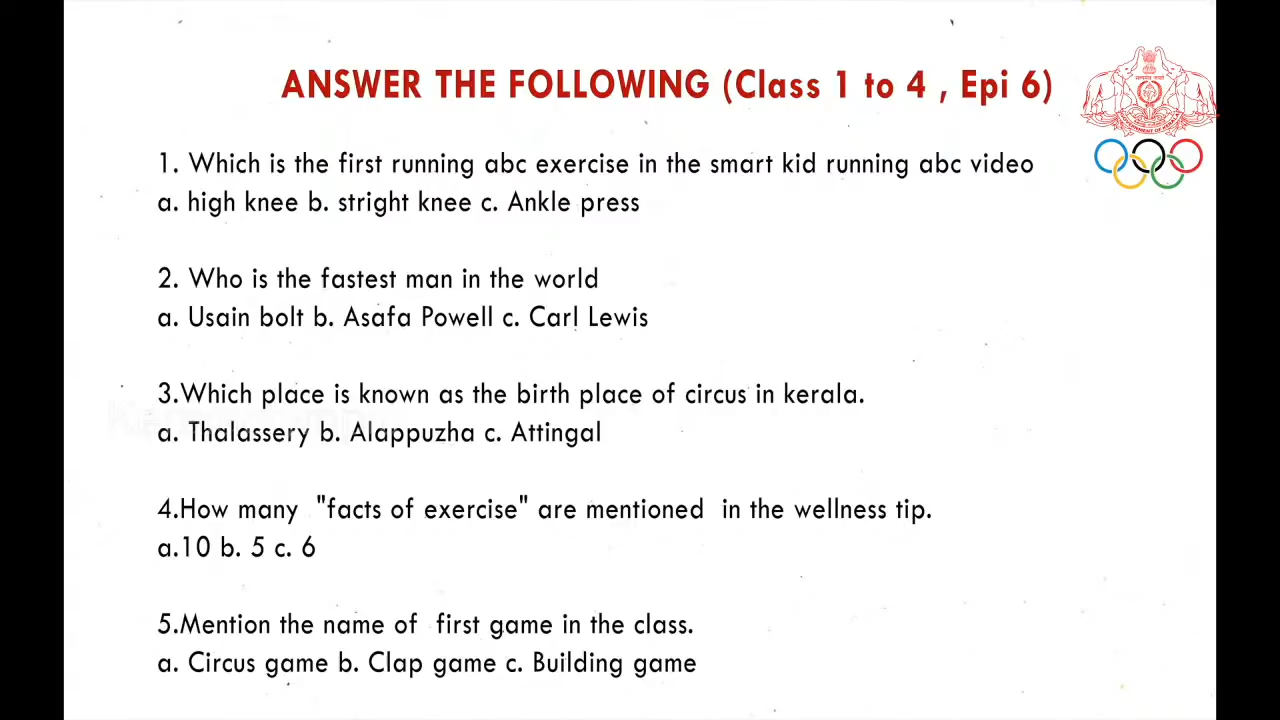 ANSWER THE FOLLOWING (Class 1 to 4 , Epi 6)
1. Which is the first running abc exercise in the smart kid running abc video
a. high knee b. stright knee c. Ankle press
2. Who is the fastest man in the world
a. Usain bolt b. Asafa Powell c. Carl Lewis
3.Which place is known as the birth place of circus in kerala.
a. Thalassery b. Alappuzha c. Attingal
4.How many "facts of exercise" are mentioned in the wellness tip.
a.10 b. 5 c. 6
5.Mention the name of first game in the class.
a. Circus game b. Clap game c. Building game